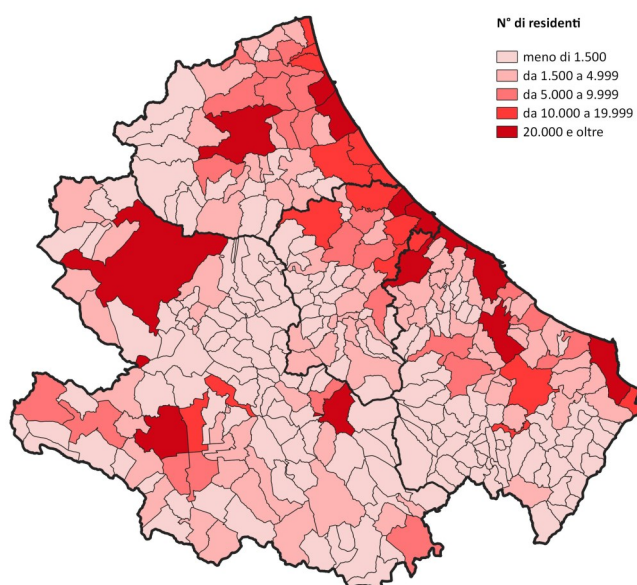 N° di residenti
meno di 1.500
da 1.500 a 4.999
da 5.000 a 9.999
da 10.000 a 19.999
20.000 e oltre